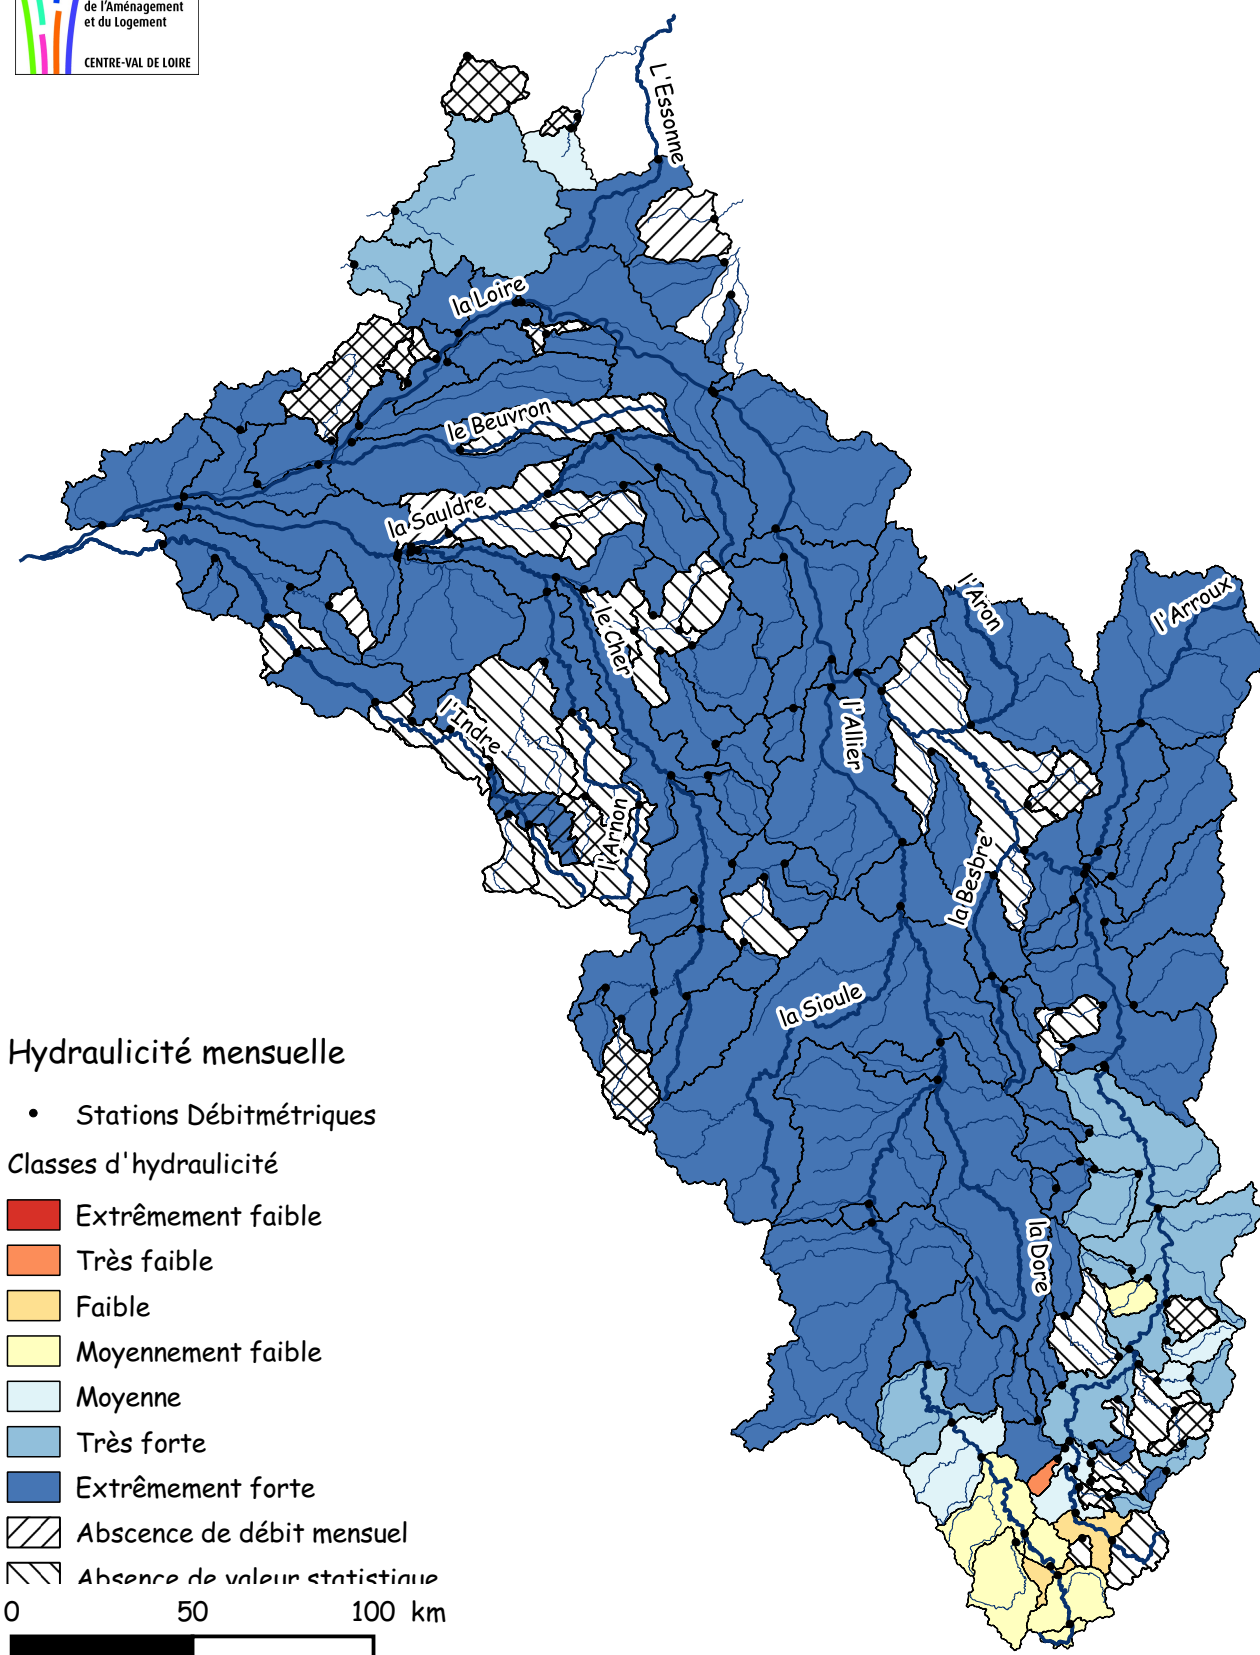 de l'Aménagement
et du Logement
CENTRE-VAL DE LOIRE
L'Essonne
la Loire
le Beuvron
la Sauldre
le Cher
l'Aron
l'Arroux
l'Indre
l'Allier
l'Arnon
la Besbre
la Sioule
la Dore
Hydraulicité mensuelle
Stations Débitmétriques
Classes d'hydraulicité
Extrêmement faible
Très faible
Faible
Moyennement faible
Moyenne
Très forte
Extrêmement forte
Abscence de débit mensuel
Absence de valeur statistique
0 50 100 km